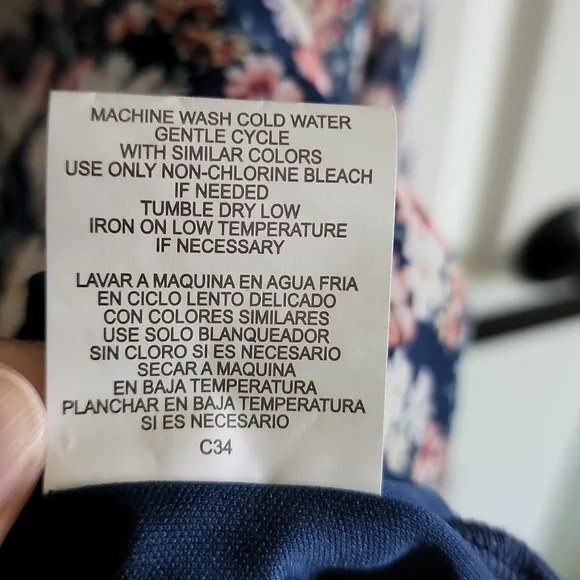 MACHINE WASH COLD WATER
GENTLE CYCLE
WITH SIMILAR COLORS
USE ONLY NON-CHLORINE BLEACH
IF NEEDED
TUMBLE DRY LOW
IRON ON LOW TEMPERATURE
IF NECESSARY
LAVAR A MAQUINA EN AGUA FRIA
EN CICLO LENTO DELICADO
CON COLORES SIMILARES
USE SOLO BLANQUEADOR
SIN CLORO SI ES NECESARIO
SECAR A MAQUINA
EN BAJA TEMPERATURA
PLANCHAR EN BAJA TEMPERATURA
SI ES NECESARIO
C34